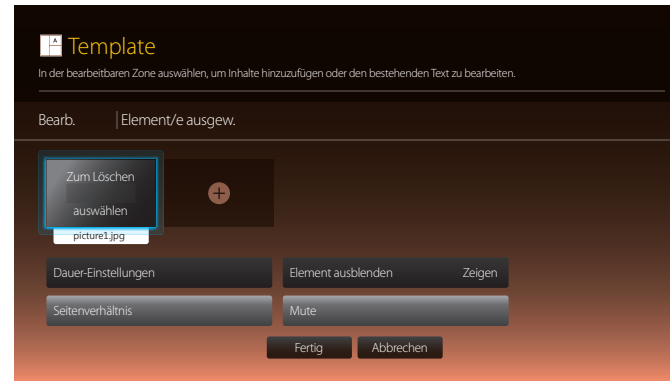 A
Template
In der bearbeitbaren Zone auswählen, um Inhalte hinzuzufügen oder den bestehenden Text zu bearbeiten.
Bearb. Element/e ausgew.
Zum Löschen
auswählen
picture1.jpg
Dauer-Einstellungen
Element ausblenden Zeigen
Seitenverhältnis
Mute
Fertig Abbrechen